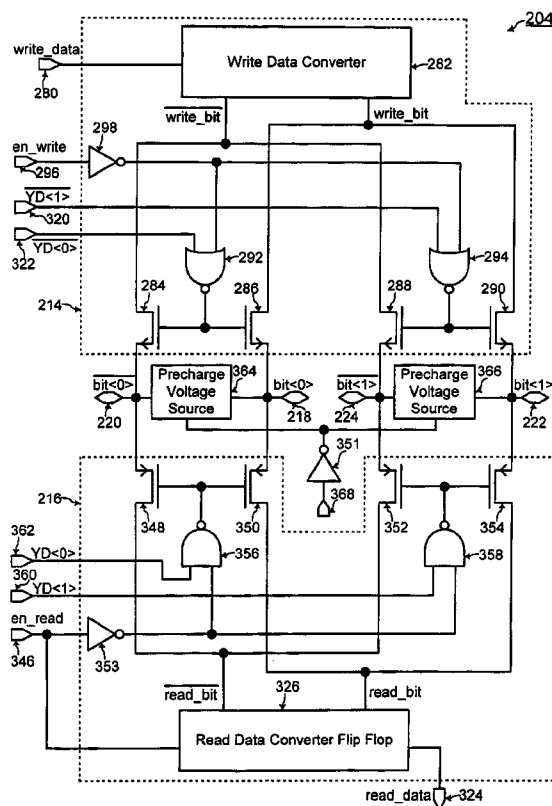 204
write_data
280
Write Data Converter
282
write_bit
write_bit
en_write
298
296
YD<1>
320
YD<0>
322
292
294
284
286
288
290
214
bit<0>
Precharge Voltage Source
364
bit<0>
bit<1>
Precharge Voltage Source
366
bit<1>
220
218
224
222
351
216
368
348
350
352
354
362
YD<0>
356
358
360
YD<1>
en_read
346
353
read_bit
326
read_bit
Read Data Converter Flip Flop
read_data
324